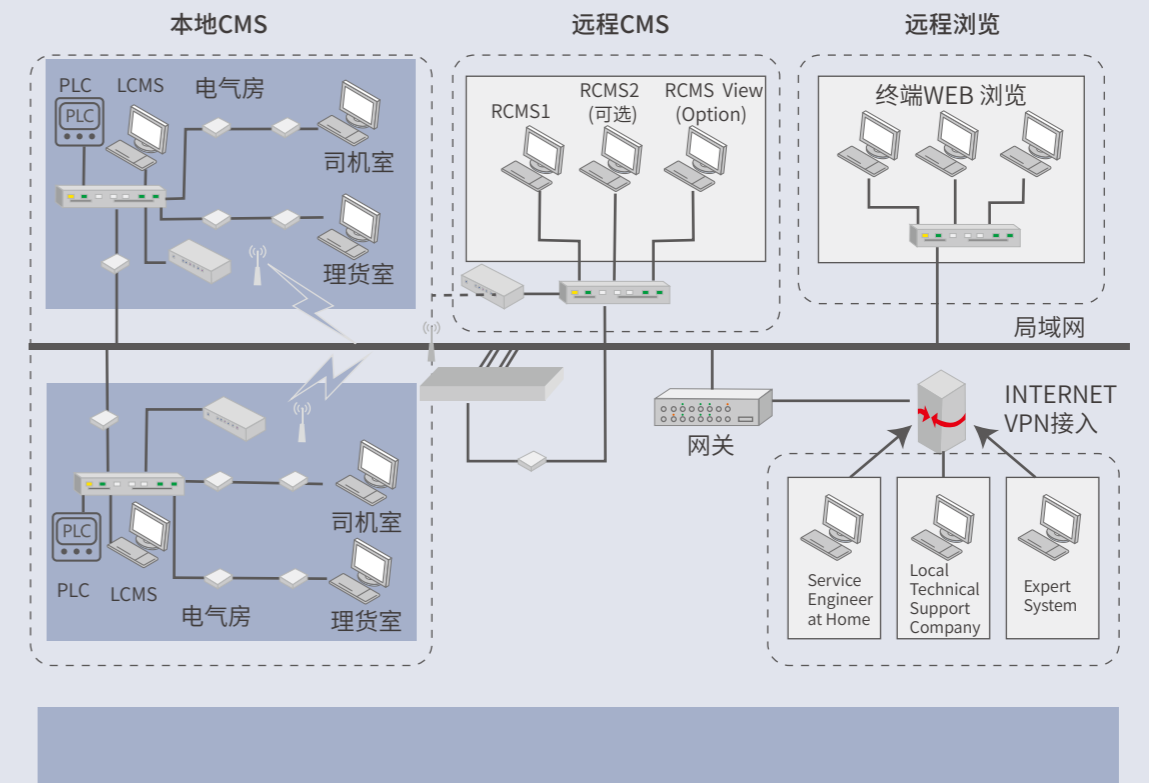 本地CMS
远程CMS
远程浏览
PLC
LCMS
电气房
PLC
司机室
理货室
RCMS1
RCMS2
(可选)
RCMS View
(Option)
终端WEB 浏览
局域网
INTERNET
VPN接入
网关
司机室
PLC
PLC
LCMS
电气房
理货室
Service
Engineer
at Home
Local
Technical
Support
Company
Expert
System